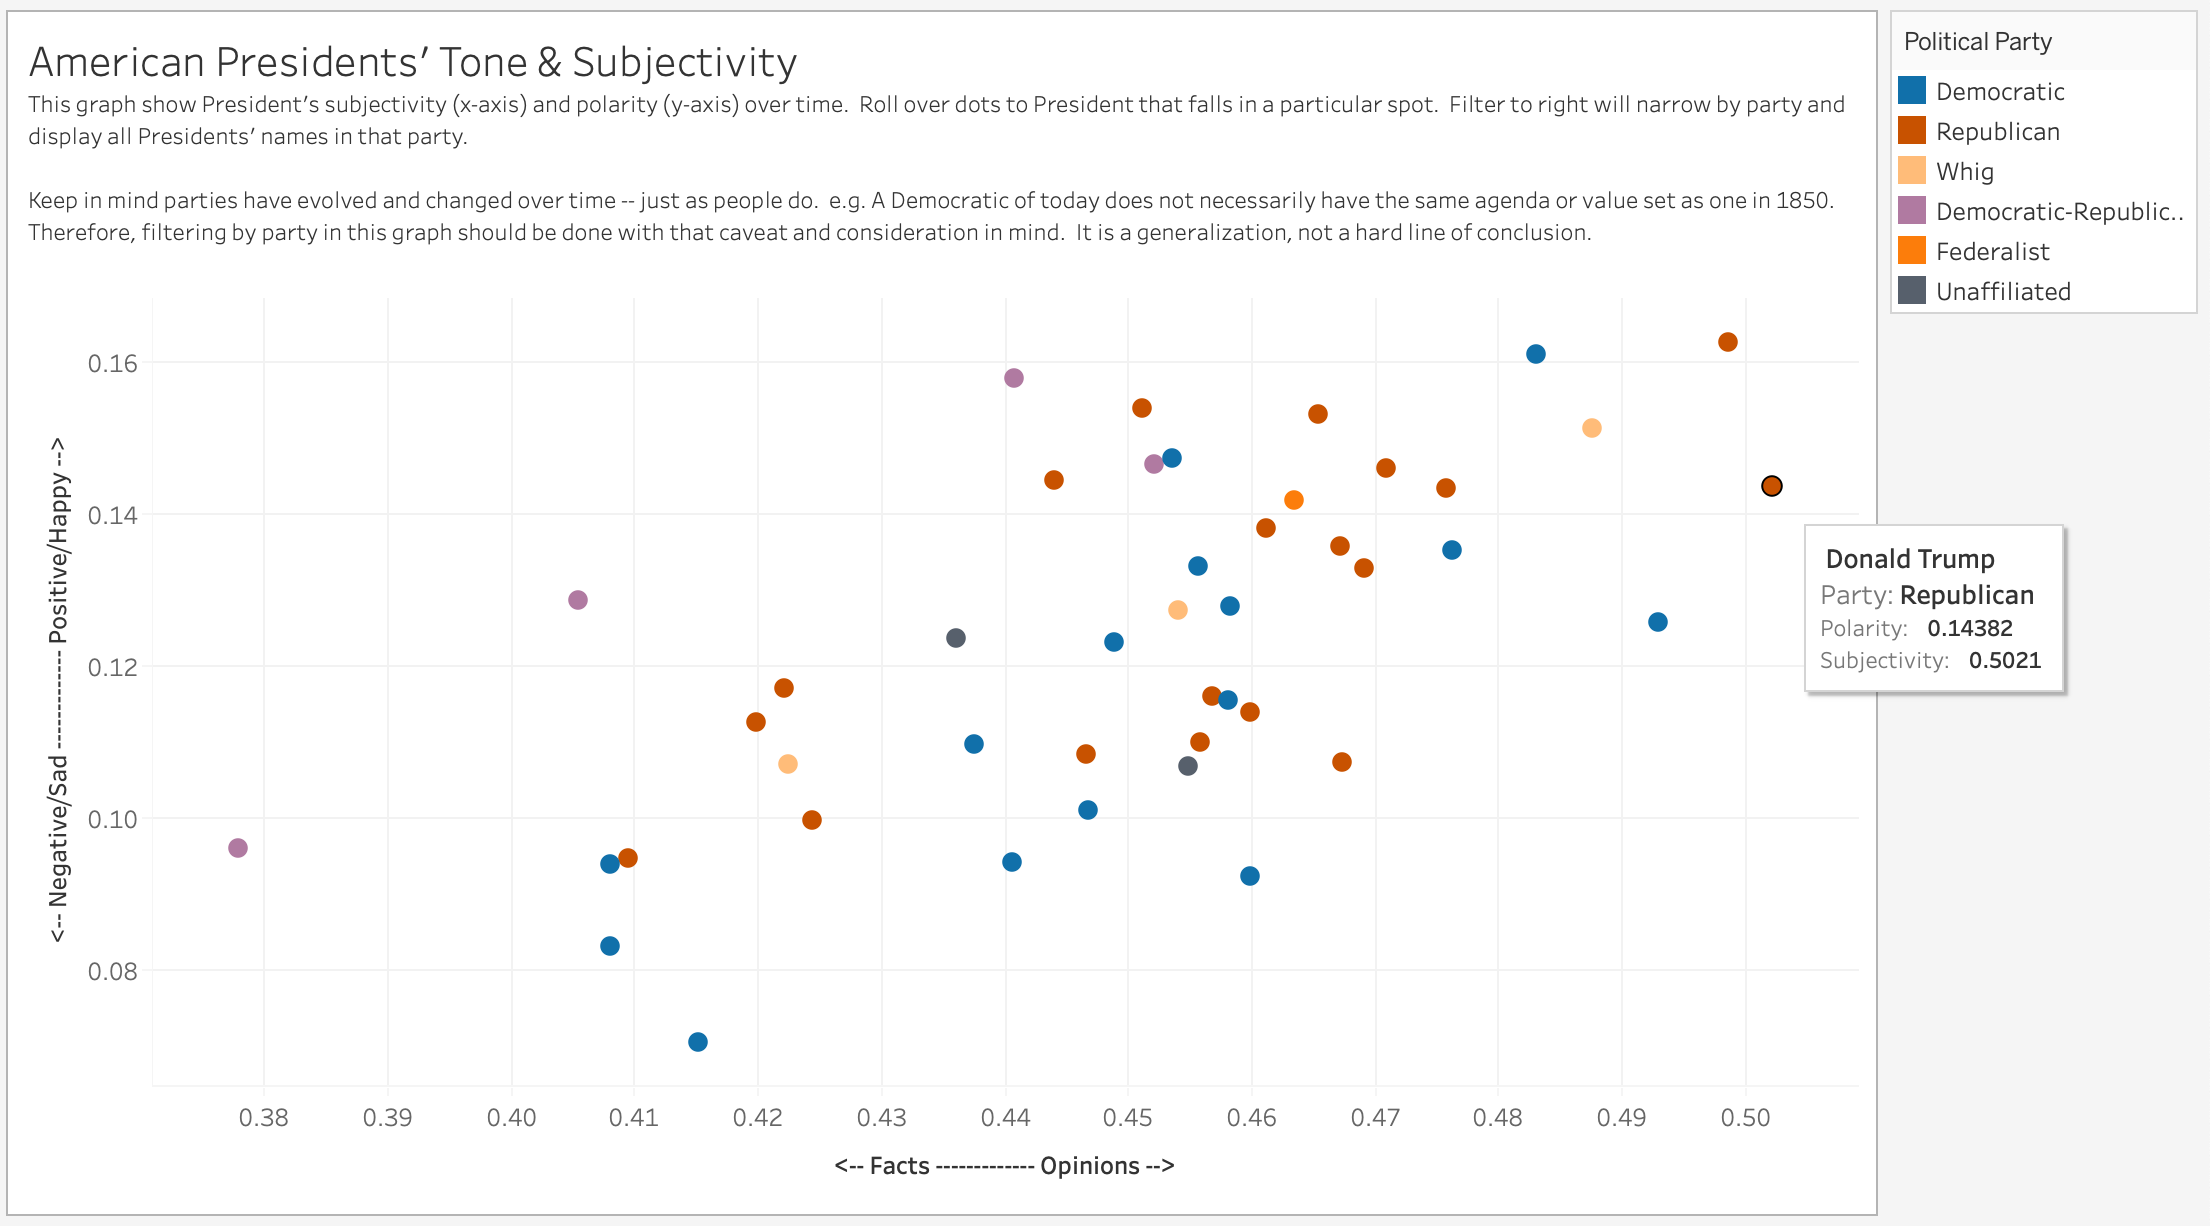 American Presidents' Tone & Subjectivity
This graph show President's subjectivity (x-axis) and polarity (y-axis) over time.  Roll over dots to President that falls in a particular spot.  Filter to right will narrow by party and
display all Presidents' names in that party.
Keep in mind parties have evolved and changed over time -- just as people do.  e.g. A Democratic of today does not necessarily have the same agenda or value set as one in 1850.
Therefore, filtering by party in this graph should be done with that caveat and consideration in mind.  It is a generalization, not a hard line of conclusion.
Political Party
Democratic
Republican
Whig
Democratic-Republic..
Federalist
Unaffiliated
<-- Negative/Sad ------------- Positive/Happy -->
0.16
0.14
0.12
0.10
0.08
Donald Trump
Party: Republican
Polarity: 0.14382
Subjectivity: 0.5021
0.38 0.39 0.40 0.41 0.42 0.43 0.44 0.45 0.46 0.47 0.48 0.49 0.50
<-- Facts ------------- Opinions -->